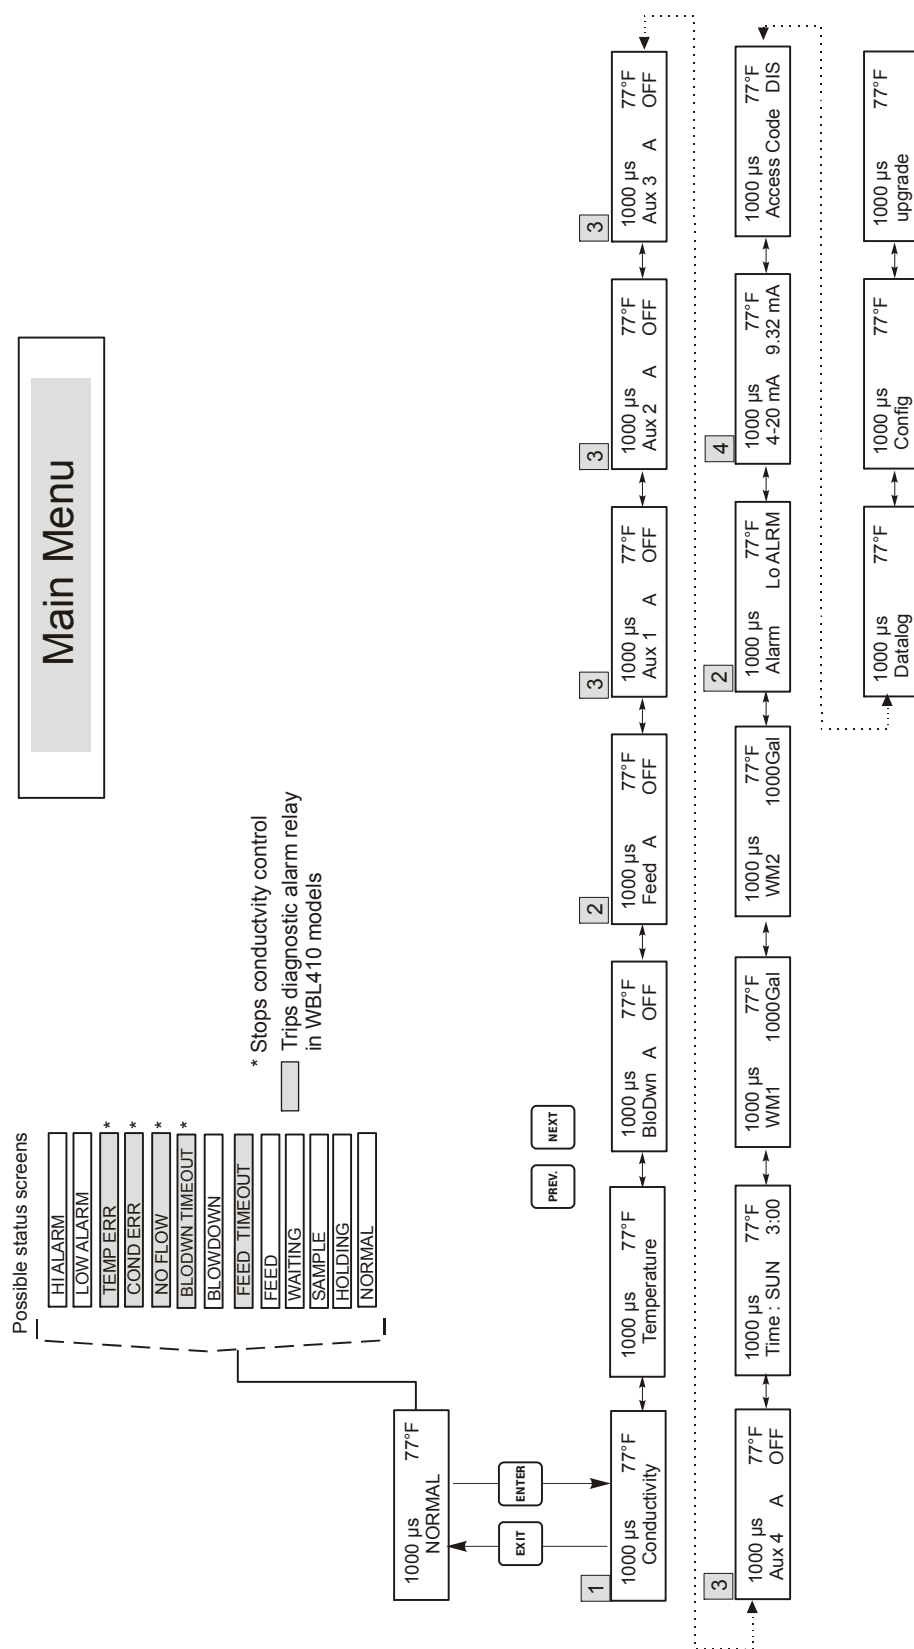 Main Menu
Possible status screens
HI ALARM
LOW ALARM
TEMP ERR *
COND ERR *
NO FLOW *
BLODWN TIMEOUT *
BLOWDOWN
FEED TIMEOUT
FEED
WAITING
SAMPLE
HOLDING
NORMAL
* Stops conductvity control
Trips diagnostic alarm relay
in WBL410 models
1000 µs 77°F
NORMAL
EXIT
ENTER
PREV.
NEXT
1
1000 µs 77°F
Conductivity
1000 µs 77°F
Temperature
1000 µs 77°F
BloDwn A OFF
2
1000 µs 77°F
Feed A OFF
3
1000 µs 77°F
Aux 1 A OFF
3
1000 µs 77°F
Aux 2 A OFF
3
1000 µs 77°F
Aux 3 A OFF
3
1000 µs 77°F
Aux 4 A OFF
1000 µs 77°F
Time : SUN 3:00
1000 µs 77°F
WM1 1000Gal
1000 µs 77°F
WM2 1000Gal
2
1000 µs 77°F
Alarm Lo ALRM
4
1000 µs 77°F
4-20 mA 9.32 mA
1000 µs 77°F
Access Code DIS
1000 µs 77°F
Datalog
1000 µs 77°F
Config
1000 µs 77°F
upgrade